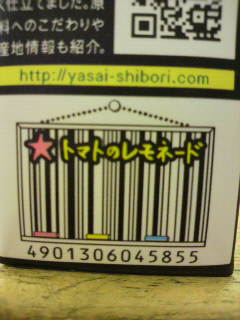 仕立てました。原
料へのこだわりや
産地情報も紹介。
http://yasai-shibori.com
トマトのレモネード
4901306045855